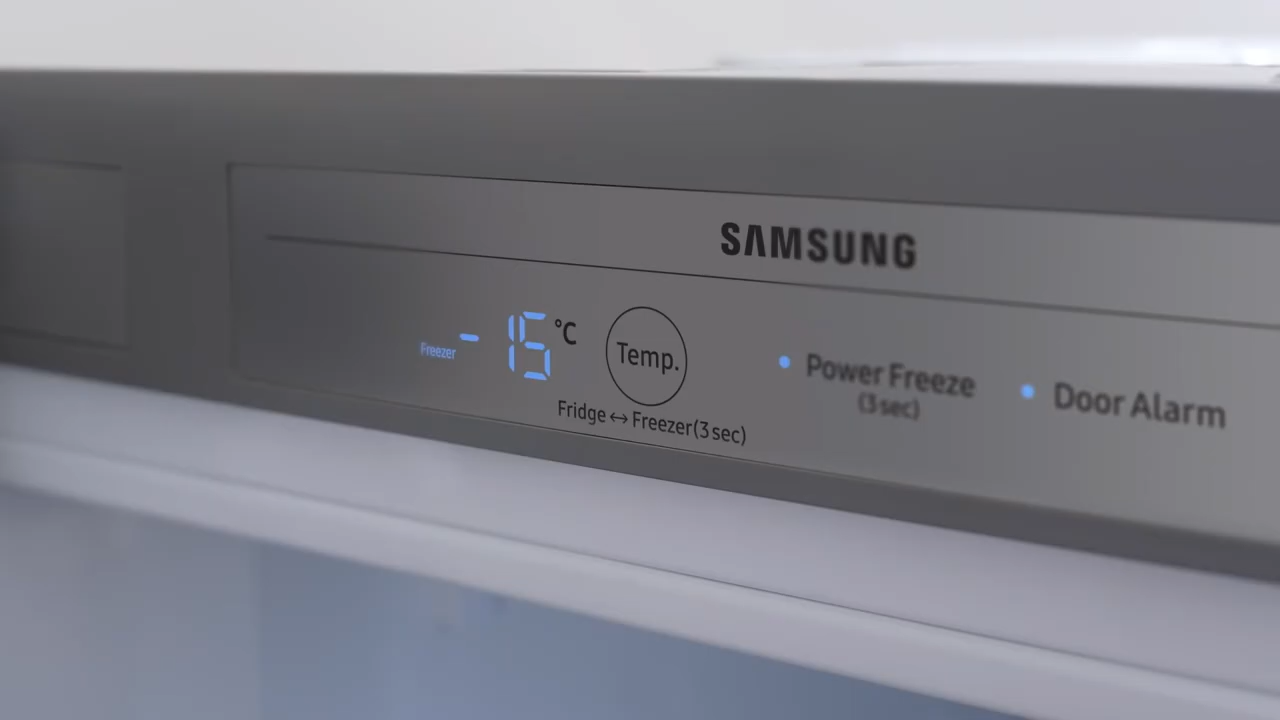 SAMSUNG
Freezer -15 °C
Temp.
Fridge↔Freezer(3 sec)
Power Freeze
(3 sec)
Door Alarm